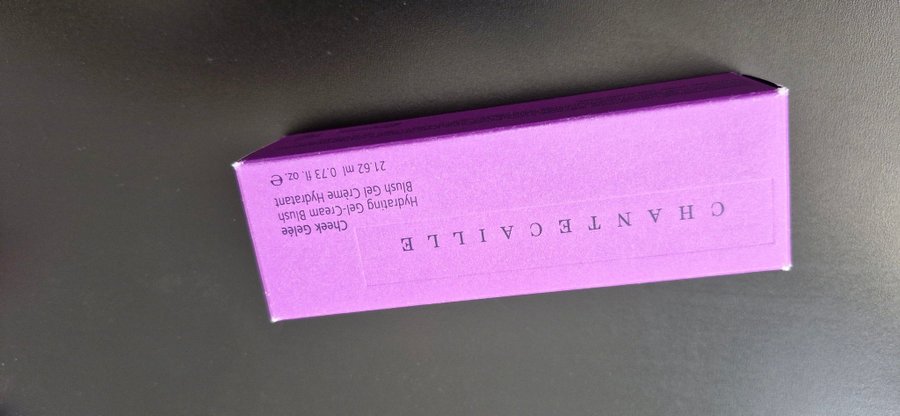 CHANTECAILLE
Cheek Gelée
Hydrating Gel-Cream Blush
Blush Gel Crème Hydratant
21.62 ml 0.73 fl. oz. ℮